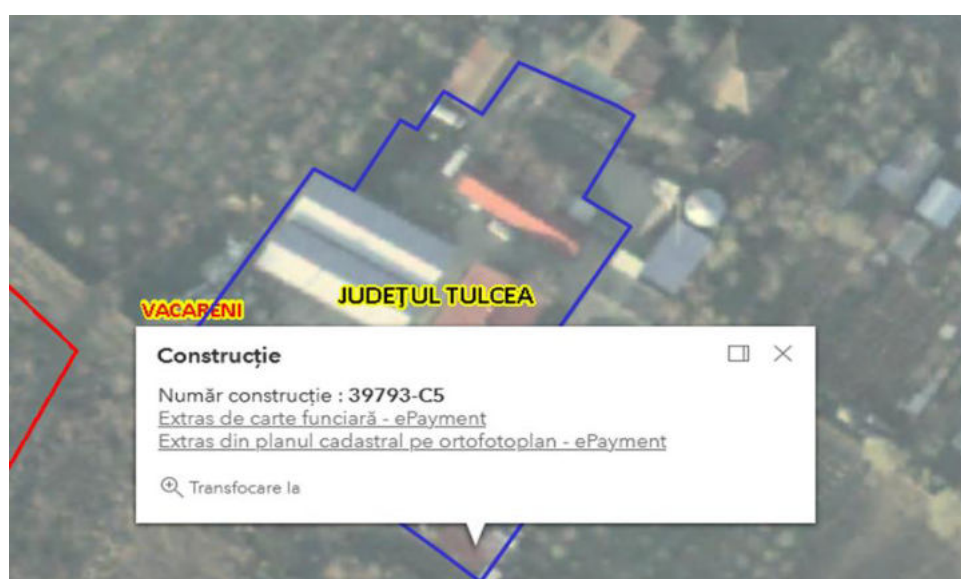 JUDEȚUL TULCEA
VACARENI
Construcție
Număr construcție : 39793-C5
Extras de carte funciară - ePayment
Extras din planul cadastral pe ortofotoplan - ePayment
Transfocare la